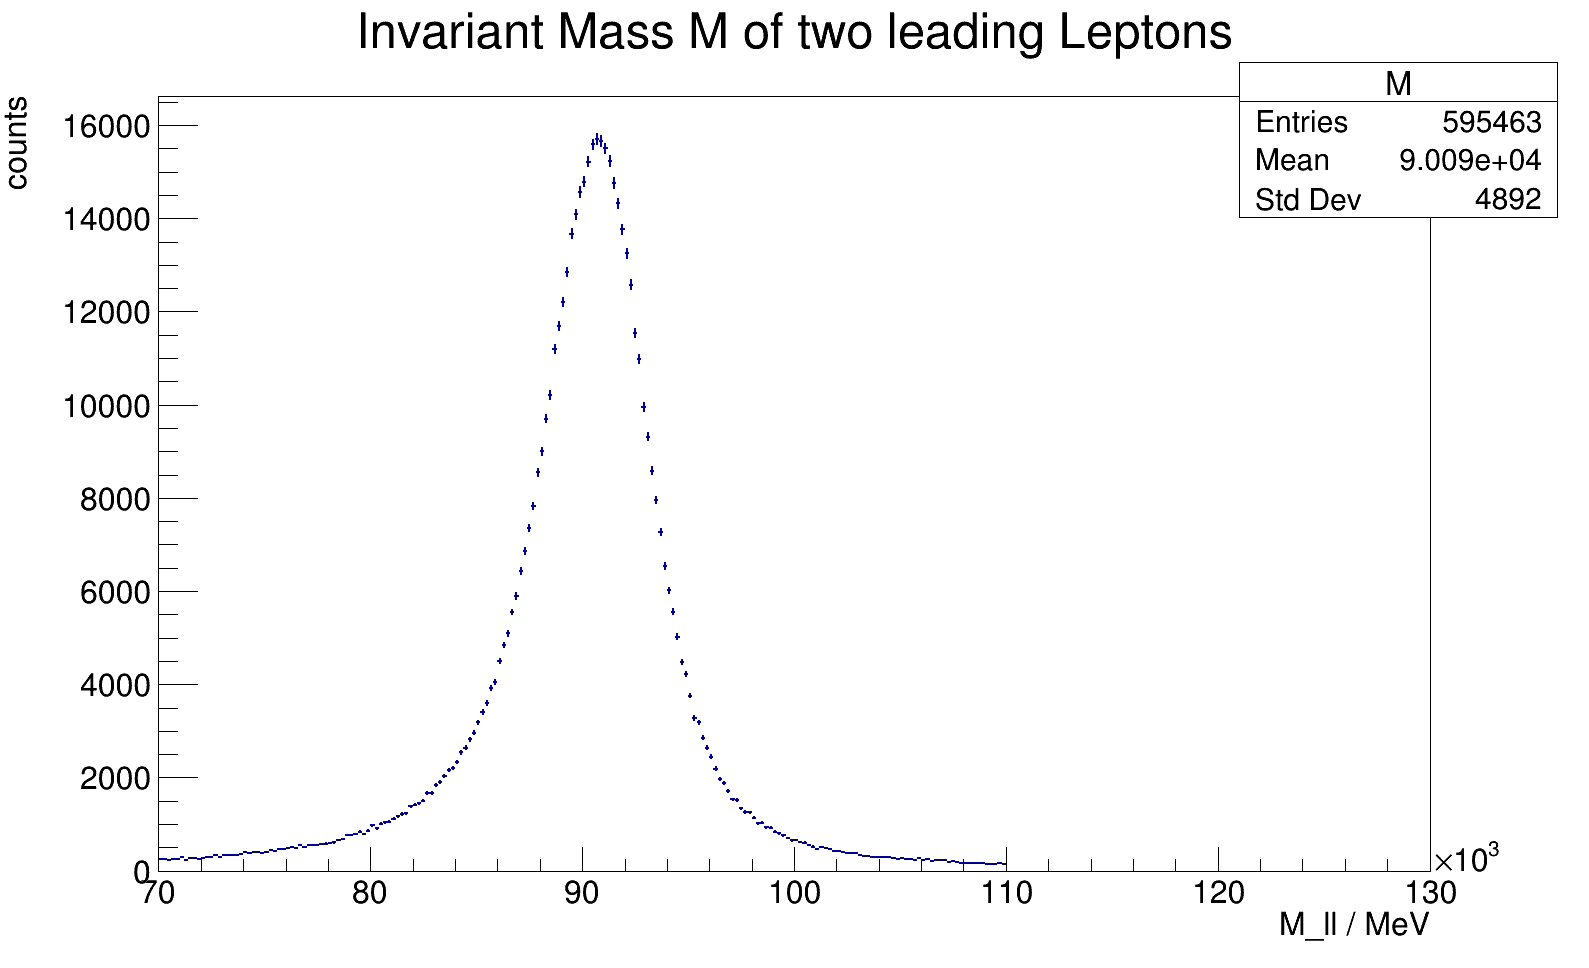 Invariant Mass M of two leading Leptons
M
Entries 595463
Mean 9.009e+04
Std Dev 4892
counts
16000
14000
12000
10000
8000
6000
4000
2000
0
70 80 90 100 110 120 130
×10³
M_ll / MeV